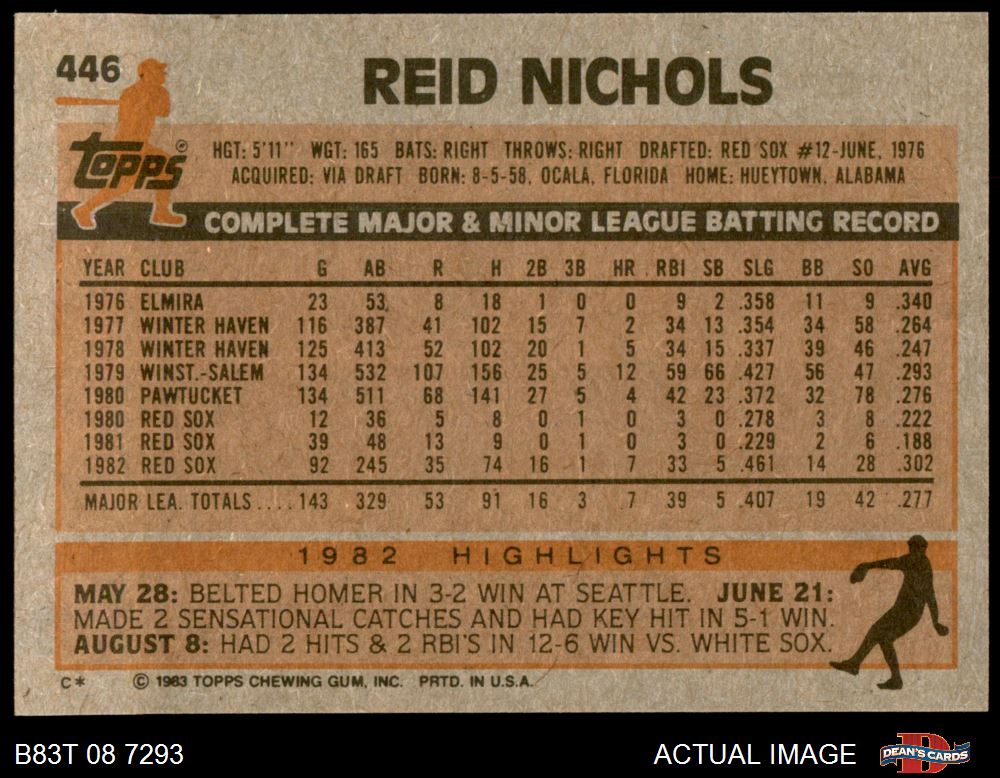 446
REID NICHOLS
TOPPS
HGT: 5'11" WGT: 165 BATS: RIGHT THROWS: RIGHT DRAFTED: RED SOX #12-JUNE, 1976
ACQUIRED: VIA DRAFT BORN: 8-5-58, OCALA, FLORIDA HOME: HUEYTOWN, ALABAMA
COMPLETE MAJOR & MINOR LEAGUE BATTING RECORD
YEAR CLUB G AB R H 2B 3B HR RBI SB SLG BB SO AVG
1976 ELMIRA 23 53 8 18 1 0 0 9 2 .358 11 9 .340
1977 WINTER HAVEN 116 387 41 102 15 7 2 34 13 .354 34 58 .264
1978 WINTER HAVEN 125 413 52 102 20 1 5 34 15 .337 39 46 .247
1979 WINST.-SALEM 134 532 107 156 25 5 12 59 66 .427 56 47 .293
1980 PAWTUCKET 134 511 68 141 27 5 4 42 23 .372 32 78 .276
1980 RED SOX 12 36 5 8 0 1 0 3 0 .278 3 8 .222
1981 RED SOX 39 48 13 9 0 1 0 3 0 .229 2 6 .188
1982 RED SOX 92 245 35 74 16 1 7 33 5 .461 14 28 .302
MAJOR LEA. TOTALS.... 143 329 53 91 16 3 7 39 5 .407 19 42 .277
1982 HIGHLIGHTS
MAY 28: BELTED HOMER IN 3-2 WIN AT SEATTLE. JUNE 21:
MADE 2 SENSATIONAL CATCHES AND HAD KEY HIT IN 5-1 WIN.
AUGUST 8: HAD 2 HITS & 2 RBI'S IN 12-6 WIN VS. WHITE SOX.
C* © 1983 TOPPS CHEWING GUM, INC. PRTD. IN U.S.A.
B83T 08 7293 ACTUAL IMAGE DEAN'S CARDS